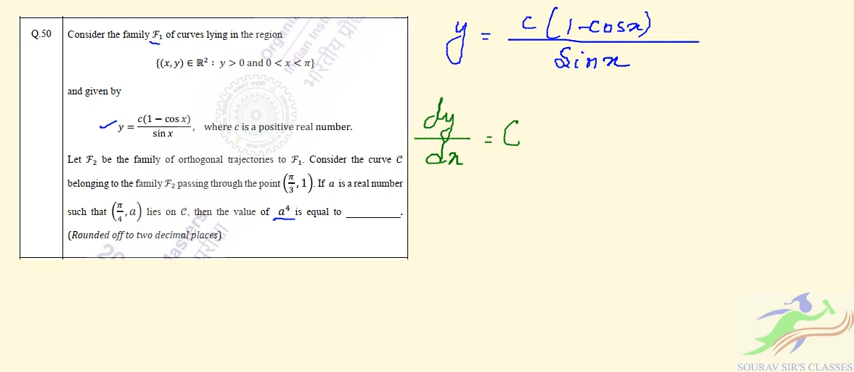 Q.50 Consider the family ℱ₁ of curves lying in the region
{(x, y) ∈ ℝ² : y > 0 and 0 < x < π}
and given by
y = c(1 − cos x) / sin x, where c is a positive real number.
Let ℱ₂ be the family of orthogonal trajectories to ℱ₁. Consider the curve 𝒞
belonging to the family ℱ₂ passing through the point (π/3, 1). If a is a real number
such that (π/4, a) lies on 𝒞, then the value of a⁴ is equal to __________.
(Rounded off to two decimal places)
y = c(1-cosx) / Sinx
dy/dx = C
SOURAV SIR'S CLASSES